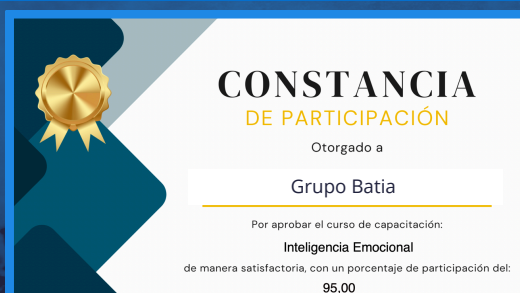 CONSTANCIA
DE PARTICIPACIÓN
Otorgado a
Grupo Batia
Por aprobar el curso de capacitación:
Inteligencia Emocional
de manera satisfactoria, con un porcentaje de participación del:
95.00